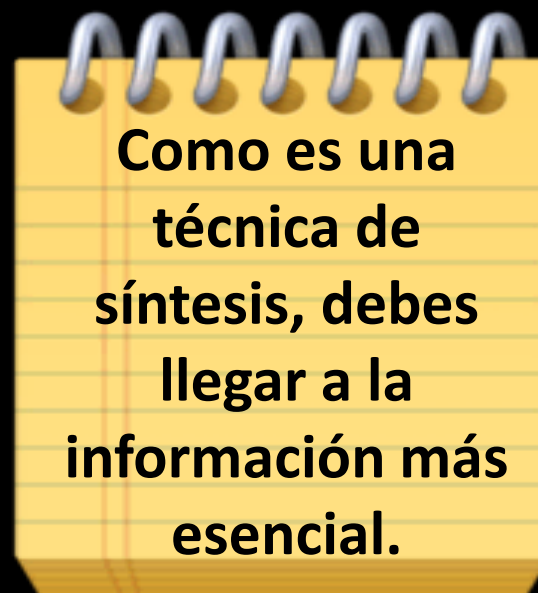 Como es una
técnica de
síntesis, debes
llegar a la
información más
esencial.